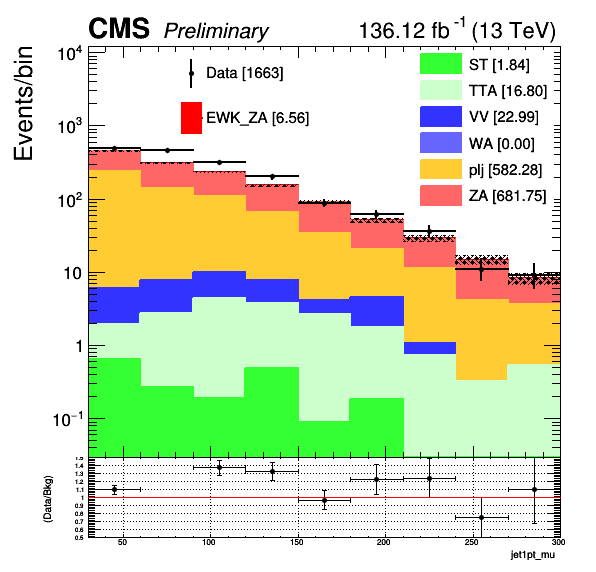 CMS Preliminary 136.12 fb⁻¹ (13 TeV)
Events/bin
10⁴
10³
10²
10
1
10⁻¹
Data [1663]
EWK_ZA [6.56]
ST [1.84]
TTA [16.80]
VV [22.99]
WA [0.00]
plj [582.28]
ZA [681.75]
(Data/Bkg)
1.5
1.4
1.3
1.2
1.1
1
0.9
0.8
0.7
0.6
0.5
50 100 150 200 250 300
jet1pt_mu